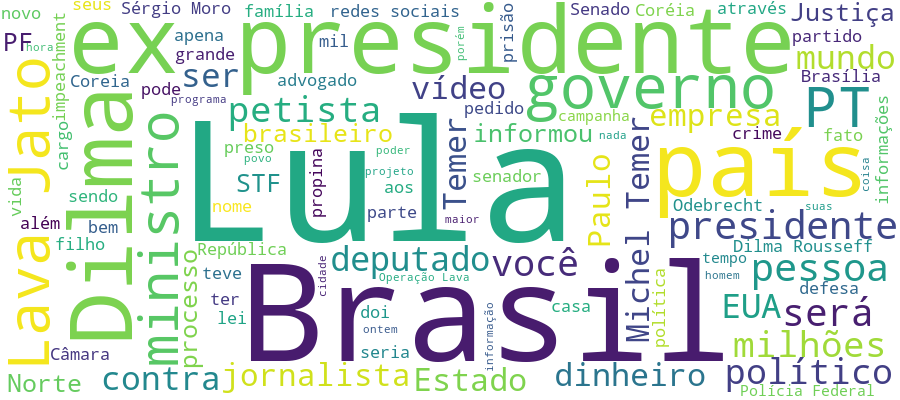 novo
seus
Sérgio Moro
família
redes sociais
Senado
Coréia
através
Justiça
PF
hora
impeachment
ex presidente
apena
mil
porém
prisão
partido
grande
Coreia
ser
advogado
vídeo
governo
mundo
Brasília
pode
programa
petista
pedido
PT
Lava Jato
cargo
Dilma
ministro
Lula
brasileiro
informou
campanha
empresa
crime
fato
informações
preso
povo
propina
poder
Temer
nada
país
STF
projeto
senador
Paulo
Michel Temer
coisa
vida
sendo
nome
aos
parte
maior
Odebrecht
suas
além
bem
presidente
filho
República
deputado
você
Dilma Rousseff
processo
teve
cidade
Operação Lava
casa
política
tempo
homem
pessoa
defesa
ter
lei
doi
ontem
Brasil
EUA
será
Câmara
seria
informação
milhões
Norte
contra
jornalista
Estado
dinheiro
político
Polícia Federal